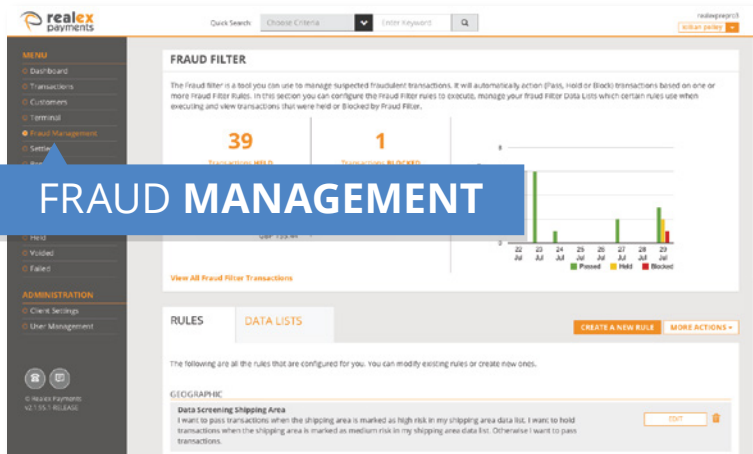 realex
payments
Quick Search
Choose Criteria
Enter Keyword
realexprepro3
MENU
Dashboard
Transactions
Customers
Terminal
Fraud Management
FRAUD FILTER
The Fraud filter is a tool you can use to manage suspected fraudulent transactions. It will automatically action (Pass, Hold or Block) transactions based on one or
more Fraud Filter Rules. In this section you can configure the Fraud Filter rules to execute, manage your fraud Filter Data Lists which certain rules use when
executing and view transactions that were held or Blocked by Fraud Filter.
39
1
Transactions HELD
Transactions BLOCKED
FRAUD MANAGEMENT
Held
Voided
Failed
22 23 24 25 26 27 28 29
Jul Jul Jul Jul Jul Jul Jul Jul
Passed Held Blocked
View All Fraud Filter Transactions
ADMINISTRATION
Client Settings
User Management
© Realex Payments
v2.1.55.1-RELEASE
RULES
DATA LISTS
CREATE A NEW RULE
MORE ACTIONS
The following are all the rules that are configured for you. You can modify existing rules or create new ones.
GEOGRAPHIC
Data Screening Shipping Area
I want to pass transactions when the shipping area is marked as high risk in my shipping area data list. I want to hold
transactions when the shipping area is marked as medium risk in my shipping area data list. Otherwise I want to pass
transactions.
EDIT